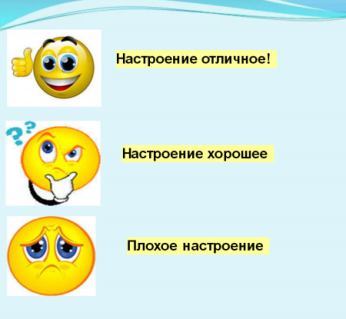 Настроение отличное!
Настроение хорошее
Плохое настроение